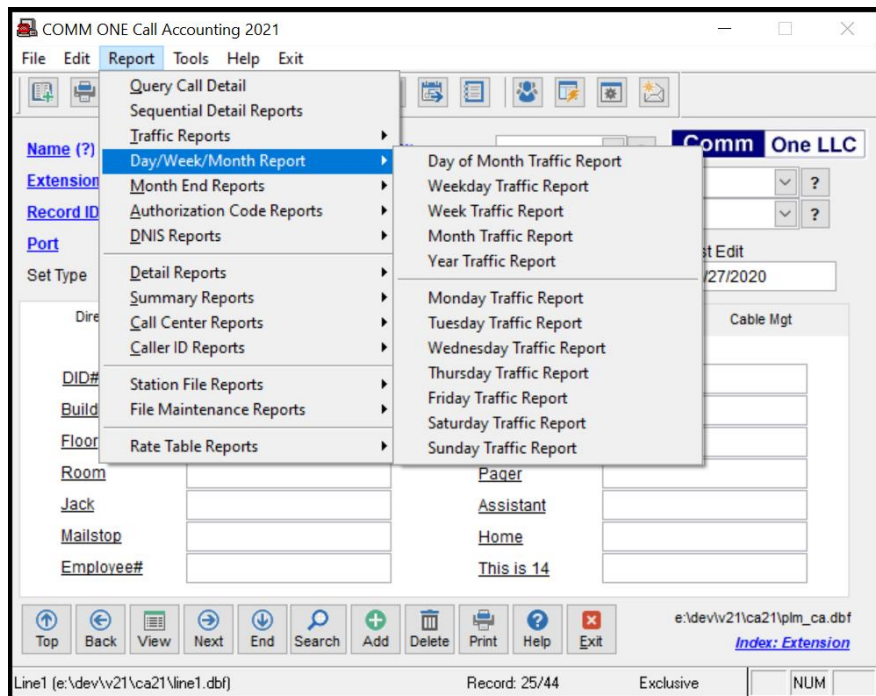 COMM ONE Call Accounting 2021
File Edit Report Tools Help Exit
Query Call Detail
Sequential Detail Reports
Traffic Reports
Day/Week/Month Report
Month End Reports
Authorization Code Reports
DNIS Reports
Detail Reports
Summary Reports
Call Center Reports
Caller ID Reports
Station File Reports
File Maintenance Reports
Rate Table Reports
Day of Month Traffic Report
Weekday Traffic Report
Week Traffic Report
Month Traffic Report
Year Traffic Report
Monday Traffic Report
Tuesday Traffic Report
Wednesday Traffic Report
Thursday Traffic Report
Friday Traffic Report
Saturday Traffic Report
Sunday Traffic Report
Comm One LLC
Name (?)
Extension
?
Record ID
?
Port
st Edit
Set Type
/27/2020
Dire
Cable Mgt
DID#
Build
Floor
Room
Pager
Jack
Assistant
Mailstop
Home
Employee#
This is 14
Top Back View Next End Search Add Delete Print Help Exit
e:\dev\v21\ca21\plm_ca.dbf
Index: Extension
Line1 (e:\dev\v21\ca21\line1.dbf) Record: 25/44 Exclusive NUM